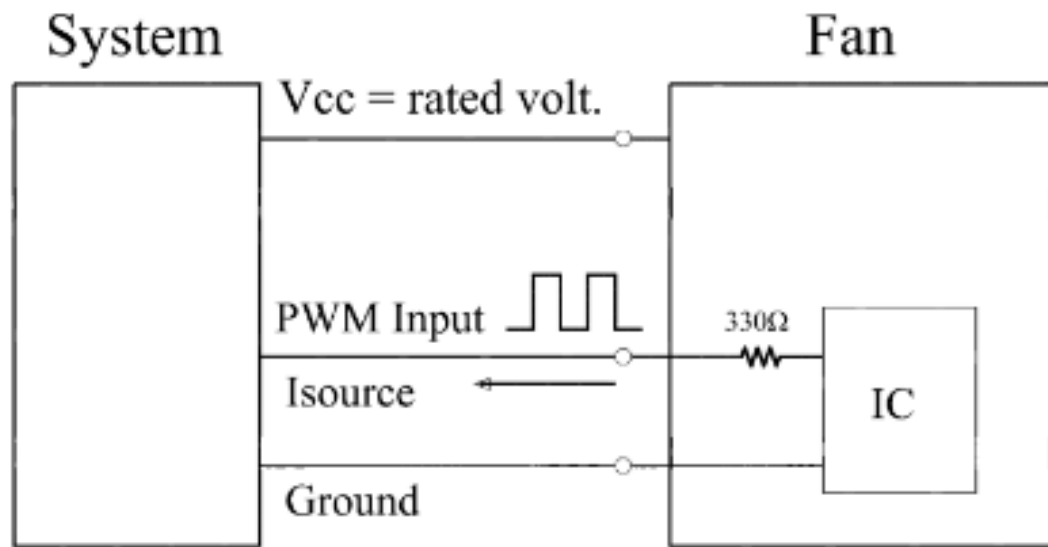 System
Fan
Vcc = rated volt.
PWM Input
330Ω
Isource
IC
Ground